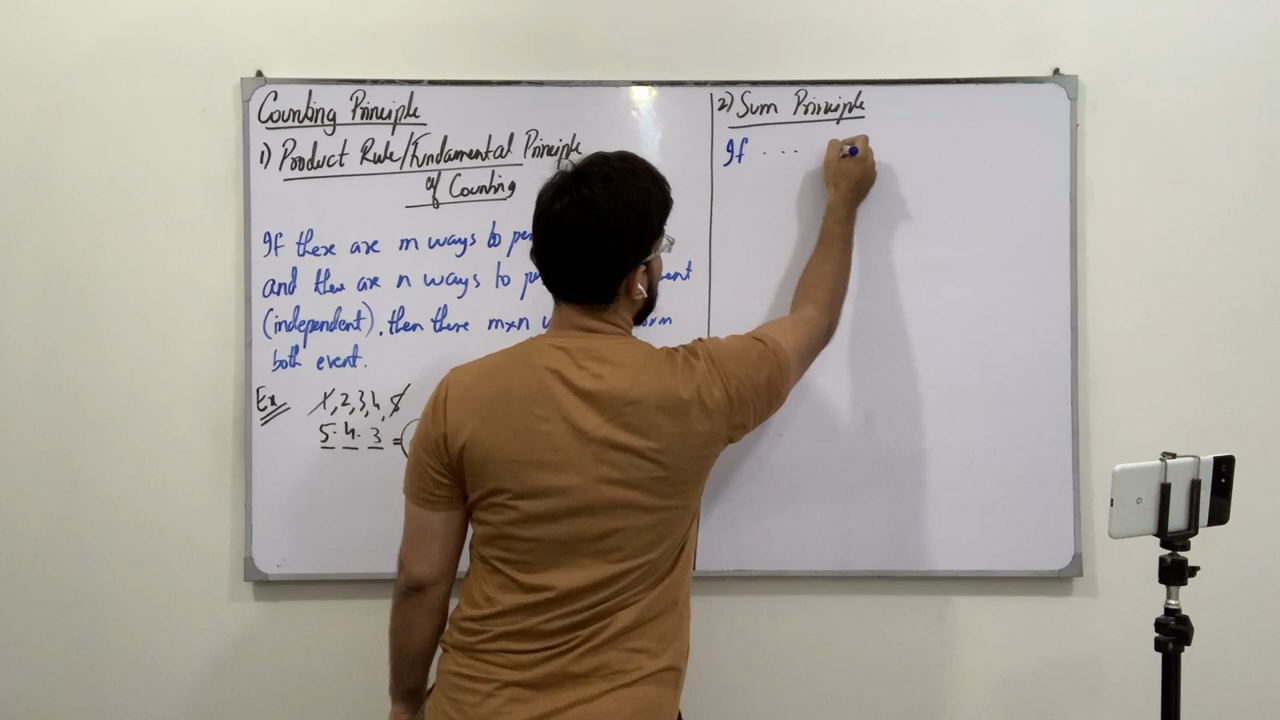 Counting Principle
1) Product Rule/Fundamental Principle
of Counting
If there are m ways to
and there are n ways to
(independent), then there m×n
both event.
Ex 1, 2, 3, 4, 5
5. 4. 3 =
2) Sum Principle
If . . .